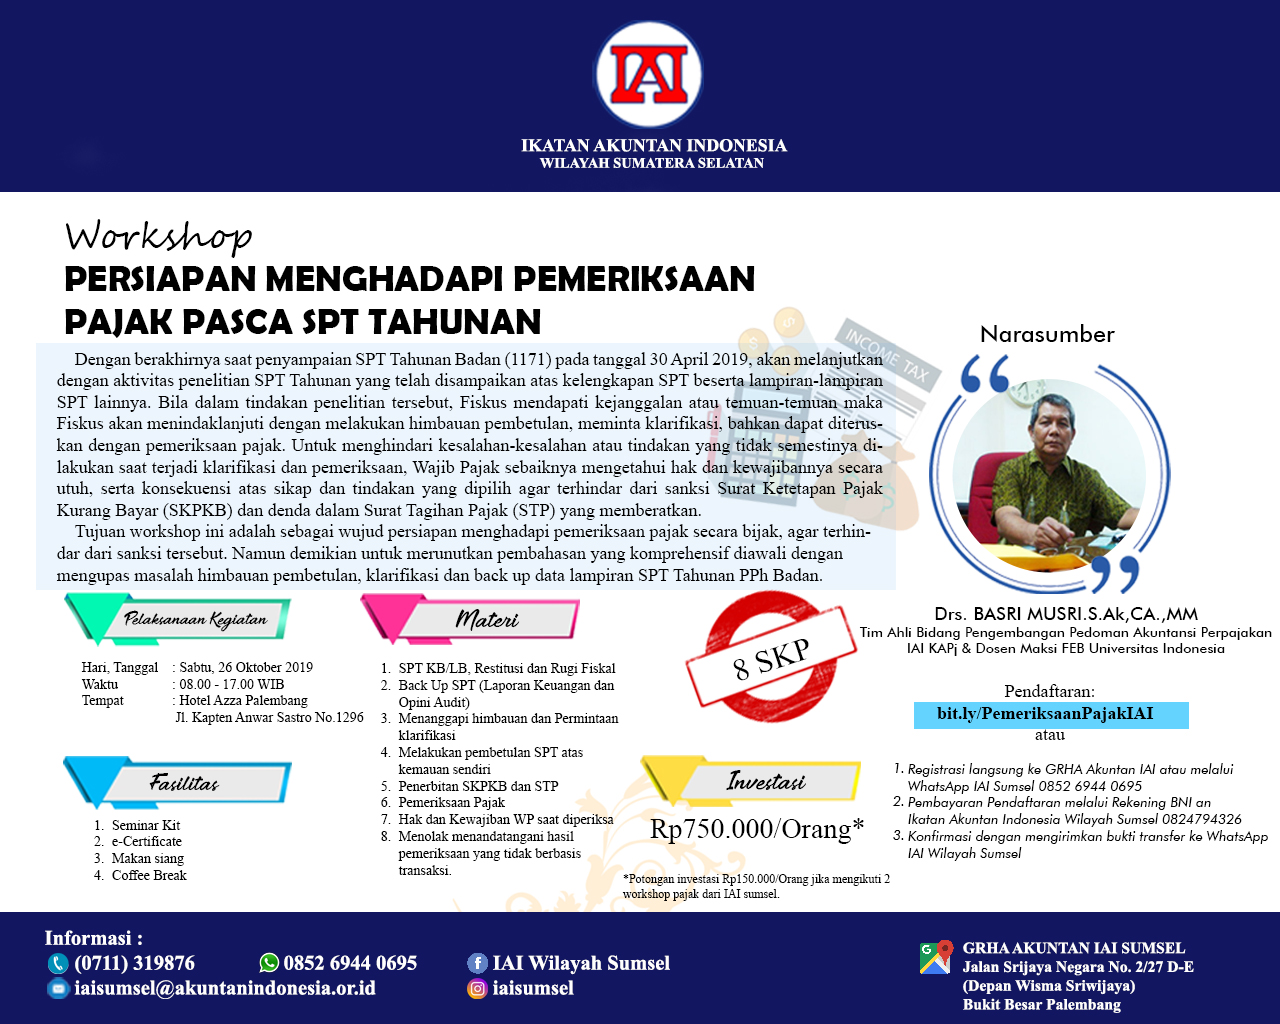 IAI
IKATAN AKUNTAN INDONESIA
WILAYAH SUMATERA SELATAN
Workshop
PERSIAPAN MENGHADAPI PEMERIKSAAN
PAJAK PASCA SPT TAHUNAN
Dengan berakhirnya saat penyampaian SPT Tahunan Badan (1171) pada tanggal 30 April 2019, akan melanjutkan
dengan aktivitas penelitian SPT Tahunan yang telah disampaikan atas kelengkapan SPT beserta lampiran-lampiran
SPT lainnya. Bila dalam tindakan penelitian tersebut, Fiskus mendapati kejanggalan atau temuan-temuan maka
Fiskus akan menindaklanjuti dengan melakukan himbauan pembetulan, meminta klarifikasi, bahkan dapat diterus-
kan dengan pemeriksaan pajak. Untuk menghindari kesalahan-kesalahan atau tindakan yang tidak semestinya di-
lakukan saat terjadi klarifikasi dan pemeriksaan, Wajib Pajak sebaiknya mengetahui hak dan kewajibannya secara
utuh, serta konsekuensi atas sikap dan tindakan yang dipilih agar terhindar dari sanksi Surat Ketetapan Pajak
Kurang Bayar (SKPKB) dan denda dalam Surat Tagihan Pajak (STP) yang memberatkan.
Tujuan workshop ini adalah sebagai wujud persiapan menghadapi pemeriksaan pajak secara bijak, agar terhin-
dar dari sanksi tersebut. Namun demikian untuk merunutkan pembahasan yang komprehensif diawali dengan
mengupas masalah himbauan pembetulan, klarifikasi dan back up data lampiran SPT Tahunan PPh Badan.
INCOME TAX
Narasumber
Drs. BASRI MUSRI.S.Ak,CA.,MM
Tim Ahli Bidang Pengembangan Pedoman Akuntansi Perpajakan
IAI KAPj & Dosen Maksi FEB Universitas Indonesia
Pelaksanaan Kegiatan
Hari, Tanggal : Sabtu, 26 Oktober 2019
Waktu : 08.00 - 17.00 WIB
Tempat : Hotel Azza Palembang
Jl. Kapten Anwar Sastro No.1296
Fasilitas
1. Seminar Kit
2. e-Certificate
3. Makan siang
4. Coffee Break
Materi
1. SPT KB/LB, Restitusi dan Rugi Fiskal
2. Back Up SPT (Laporan Keuangan dan
Opini Audit)
3. Menanggapi himbauan dan Permintaan
klarifikasi
4. Melakukan pembetulan SPT atas
kemauan sendiri
5. Penerbitan SKPKB dan STP
6. Pemeriksaan Pajak
7. Hak dan Kewajiban WP saat diperiksa
8. Menolak menandatangani hasil
pemeriksaan yang tidak berbasis
transaksi.
8 SKP
Investasi
Rp750.000/Orang*
*Potongan investasi Rp150.000/Orang jika mengikuti 2
workshop pajak dari IAI sumsel.
Pendaftaran:
bit.ly/PemeriksaanPajakIAI
atau
1. Registrasi langsung ke GRHA Akuntan IAI atau melalui
WhatsApp IAI Sumsel 0852 6944 0695
2. Pembayaran Pendaftaran melalui Rekening BNI an
Ikatan Akuntan Indonesia Wilayah Sumsel 0824794326
3. Konfirmasi dengan mengirimkan bukti transfer ke WhatsApp
IAI Wilayah Sumsel
Informasi :
(0711) 319876
0852 6944 0695
IAI Wilayah Sumsel
iaisumsel@akuntanindonesia.or.id
iaisumsel
GRHA AKUNTAN IAI SUMSEL
Jalan Srijaya Negara No. 2/27 D-E
(Depan Wisma Sriwijaya)
Bukit Besar Palembang